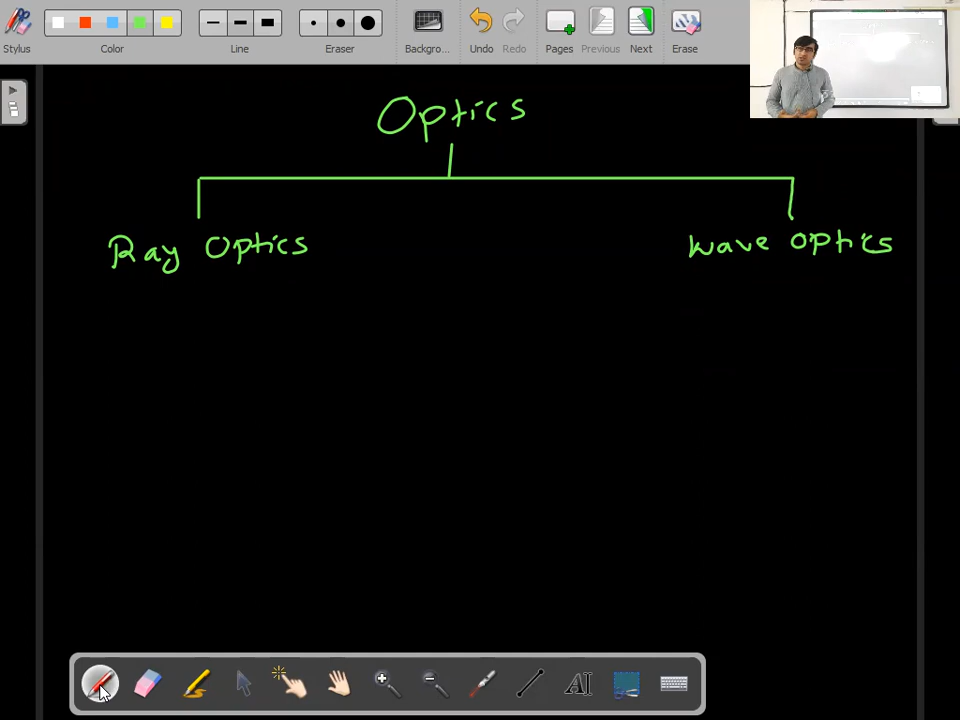 Stylus Color Line Eraser Backgro... Undo Redo Pages Previous Next Erase
Optics
Ray Optics Wave Optics